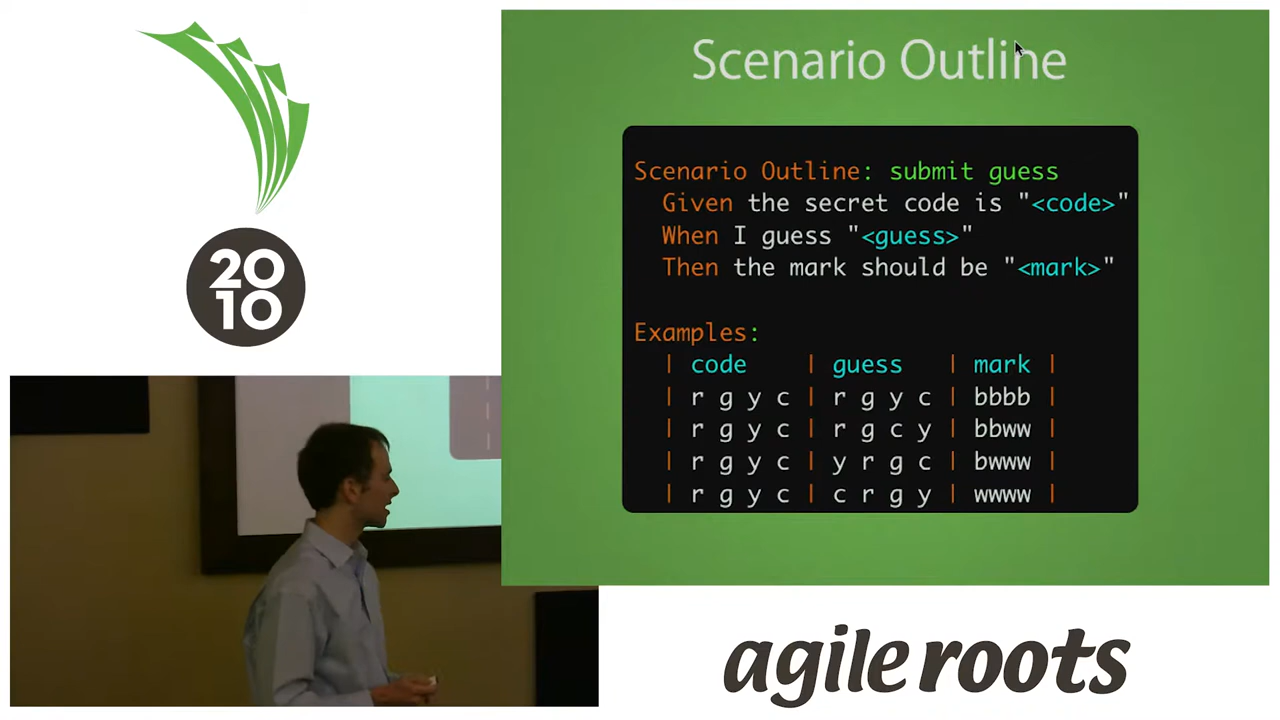 20
10
Scenario Outline
Scenario Outline: submit guess
Given the secret code is "<code>"
When I guess "<guess>"
Then the mark should be "<mark>"
Examples:
| code | guess | mark |
| r g y c | r g y c | bbbb |
| r g y c | r g c y | bbww |
| r g y c | y r g c | bwww |
| r g y c | c r g y | wwww |
agile roots